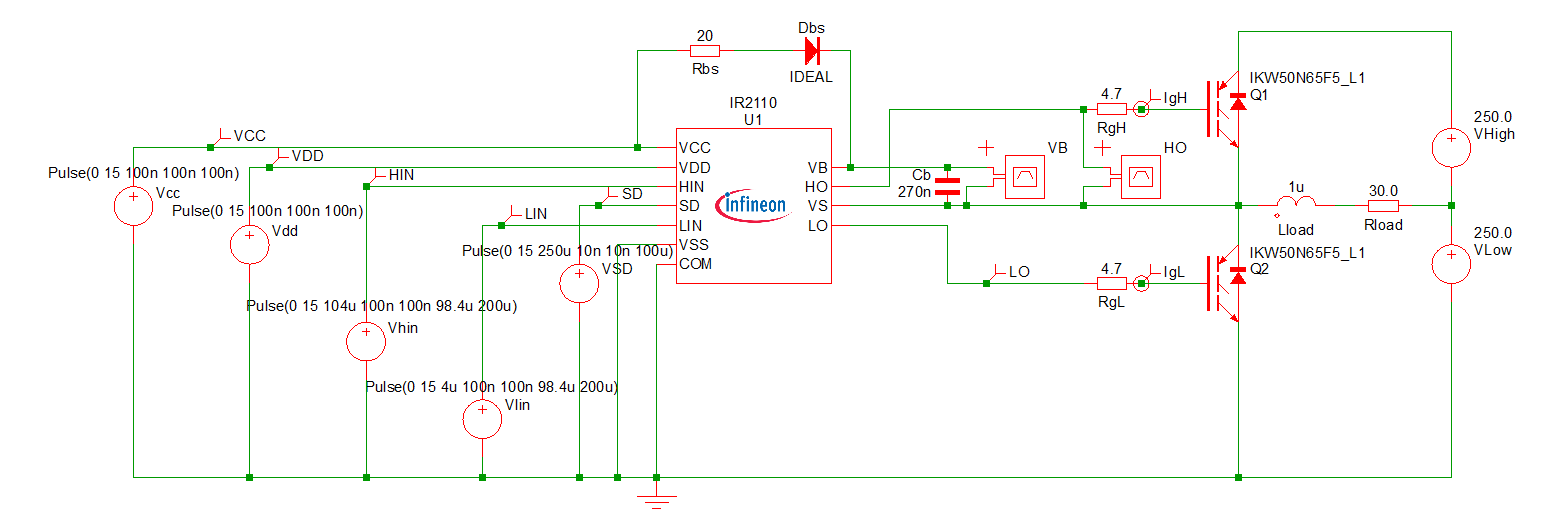 Dbs
20
Rbs
IDEAL
IR2110
U1
VCC
VDD
HIN
SD
LIN
VSS
COM
VB
HO
VS
LO
infineon
VCC
VDD
HIN
SD
LIN
Pulse(0 15 100n 100n 100n)
Vcc
Pulse(0 15 100n 100n 100n)
Vdd
Pulse(0 15 250u 10n 10n 100u)
VSD
Pulse(0 15 104u 100n 100n 98.4u 200u)
Vhin
Pulse(0 15 4u 100n 100n 98.4u 200u)
Vlin
Cb
270n
VB
HO
4.7
IgH
RgH
IKW50N65F5_L1
Q1
250.0
VHigh
1u
Lload
30.0
Rload
250.0
VLow
IKW50N65F5_L1
Q2
LO
4.7
IgL
RgL